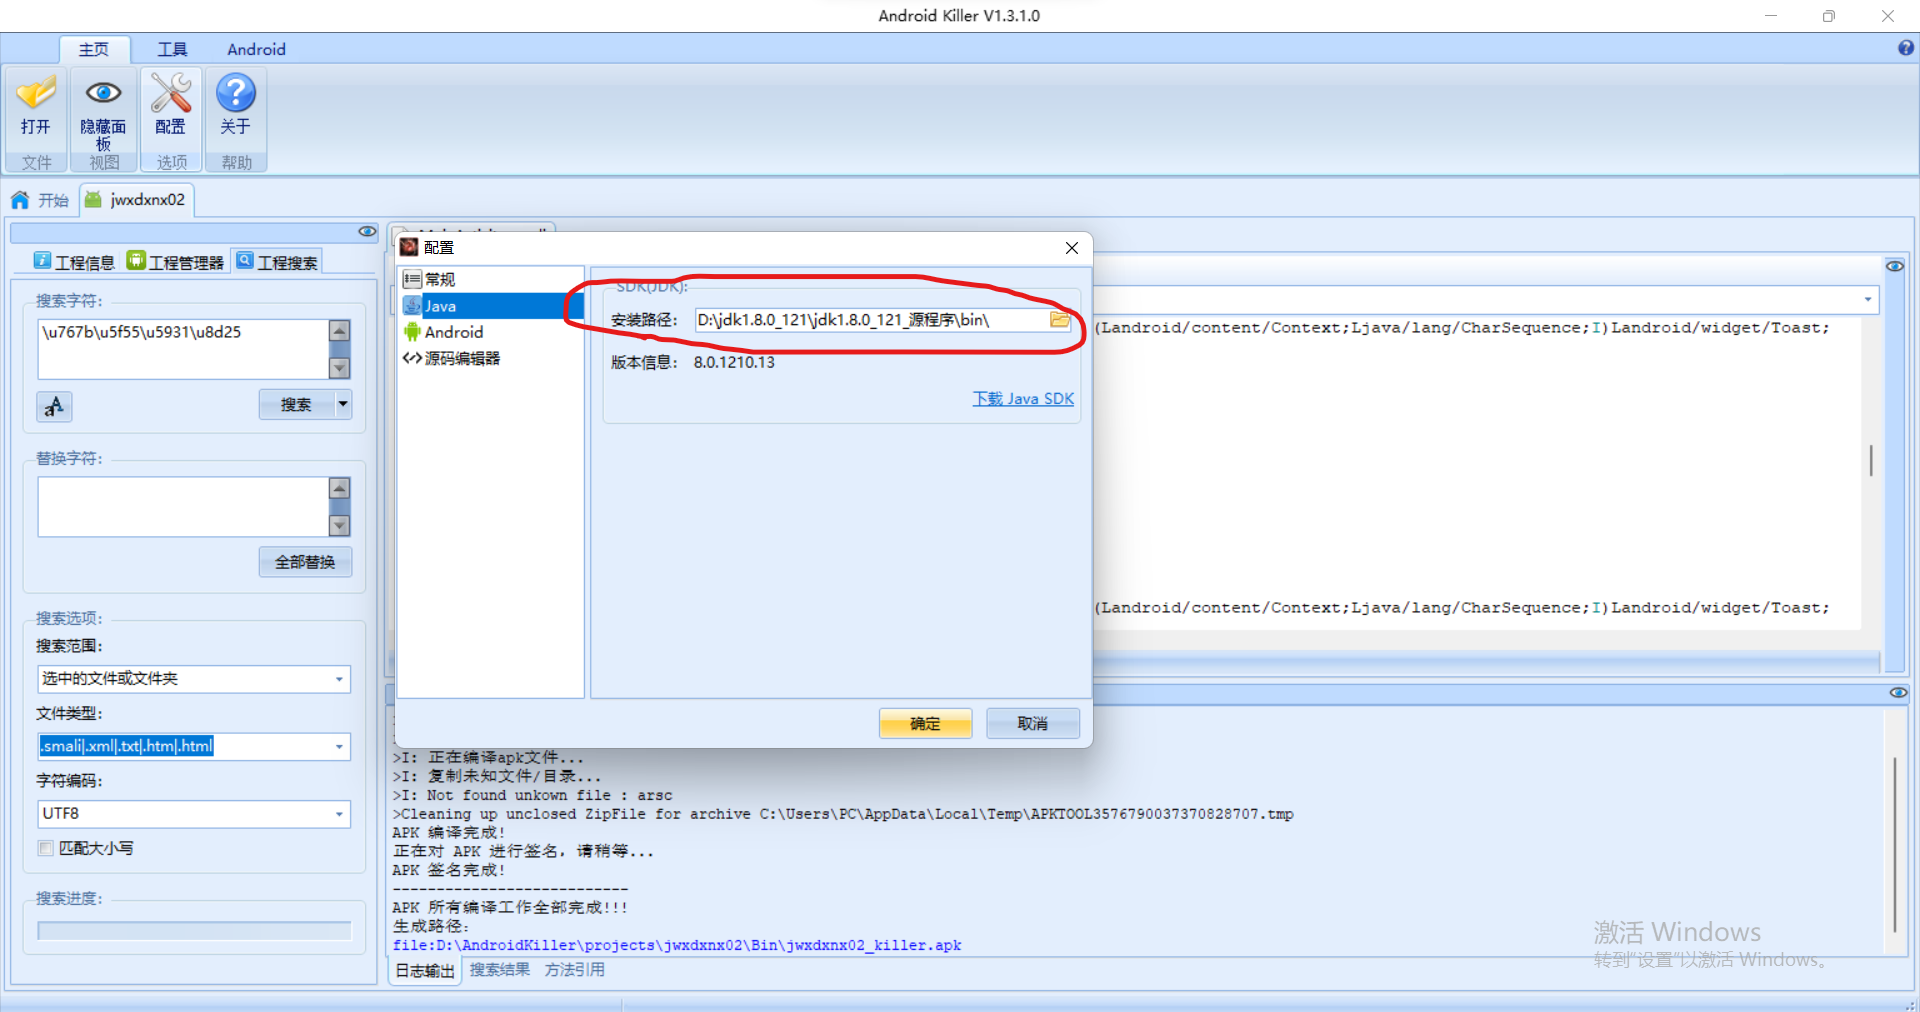 Android Killer V1.3.1.0
主页 工具 Android
打开 隐藏面板 配置 关于
文件 视图 选项 帮助
开始 jwxdxnx02
工程信息 工程管理器 工程搜索
搜索字符:
\u767b\u5f55\u5931\u8d25
搜索
替换字符:
全部替换
搜索选项:
搜索范围:
选中的文件或文件夹
文件类型:
.smali|.xml|.txt|.htm|.html
字符编码:
UTF8
匹配大小写
搜索进度:
配置
常规
Java
Android
源码编辑器
SDK(JDK):
安装路径: D:\jdk1.8.0_121\jdk1.8.0_121_源程序\bin\
版本信息: 8.0.1210.13
下载 Java SDK
确定 取消
(Landroid/content/Context;Ljava/lang/CharSequence;I)Landroid/widget/Toast;
(Landroid/content/Context;Ljava/lang/CharSequence;I)Landroid/widget/Toast;
>I: 正在编译apk文件...
>I: 复制未知文件/目录...
>I: Not found unkown file : arsc
>Cleaning up unclosed ZipFile for archive C:\Users\PC\AppData\Local\Temp\APKTOOL3576790037370828707.tmp
APK 编译完成!
正在对 APK 进行签名，请稍等...
APK 签名完成!
---------------------------
APK 所有编译工作全部完成!!!
生成路径:
file:D:\AndroidKiller\projects\jwxdxnx02\Bin\jwxdxnx02_killer.apk
日志输出 搜索结果 方法引用
激活 Windows
转到"设置"以激活 Windows。